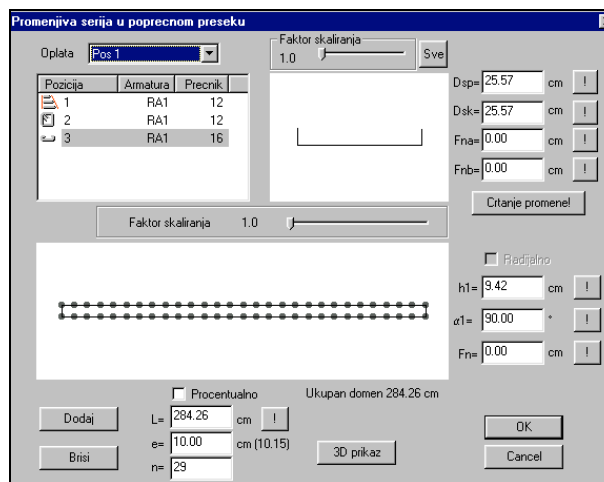 Promenjiva serija u poprecnom preseku
Oplata Pos 1
Faktor skaliranja
1.0
Sve
Pozicija Armatura Precnik
1 RA1 12
2 RA1 12
3 RA1 16
Dsp= 25.57 cm !
Dsk= 25.57 cm !
Fna= 0.00 cm !
Fnb= 0.00 cm !
Crtanje promene!
Faktor skaliranja 1.0
Radijalno
h1= 9.42 cm !
α1= 90.00 ° !
Fn= 0.00 cm !
Procentualno Ukupan domen 284.26 cm
Dodaj
Brisi
L= 284.26 cm !
e= 10.00 cm (10.15)
n= 29
3D prikaz
OK
Cancel